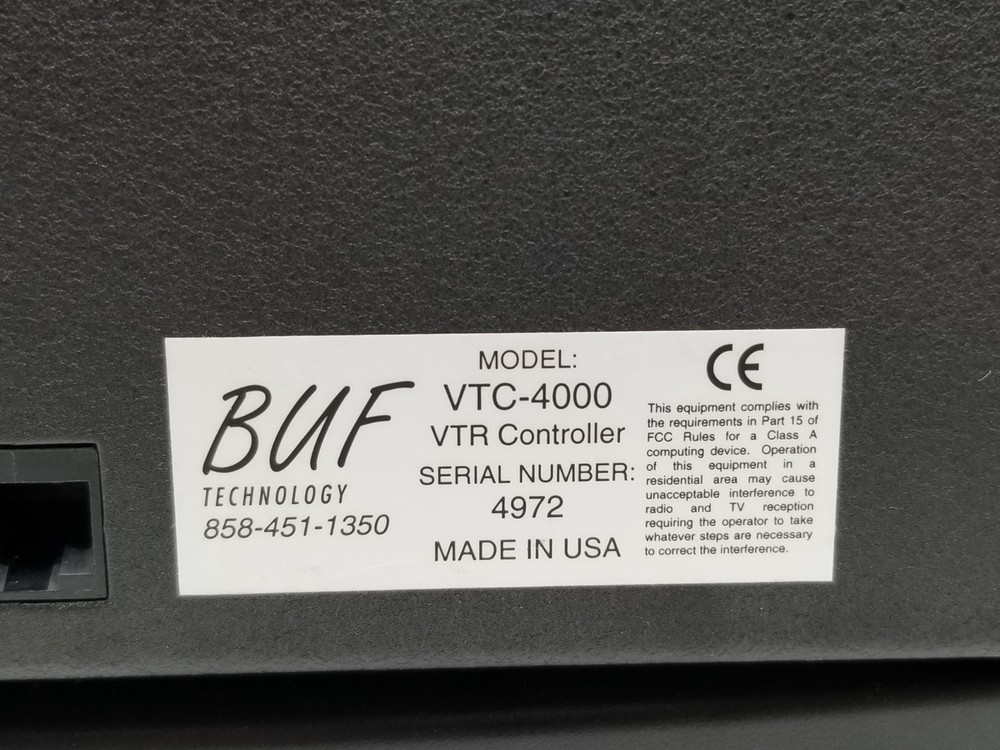 BUF
TECHNOLOGY
858-451-1350
MODEL:
VTC-4000
VTR Controller
SERIAL NUMBER:
4972
MADE IN USA
CE
This equipment complies with
the requirements in Part 15 of
FCC Rules for a Class A
computing device. Operation
of this equipment in a
residential area may cause
unacceptable interference to
radio and TV reception
requiring the operator to take
whatever steps are necessary
to correct the interference.